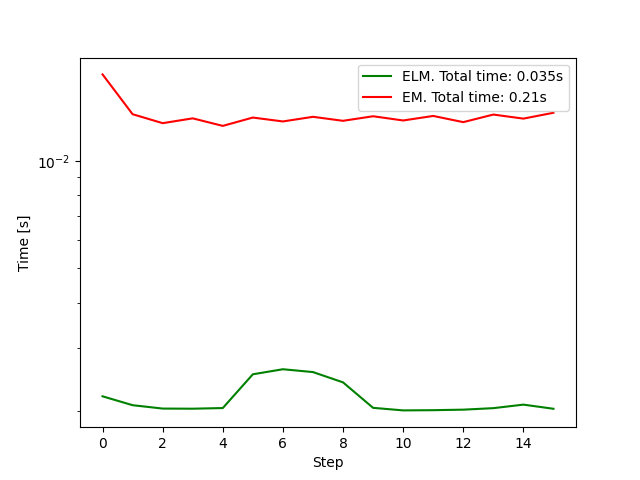 ELM. Total time: 0.035s
EM. Total time: 0.21s
10⁻²
Time [s]
0 2 4 6 8 10 12 14
Step